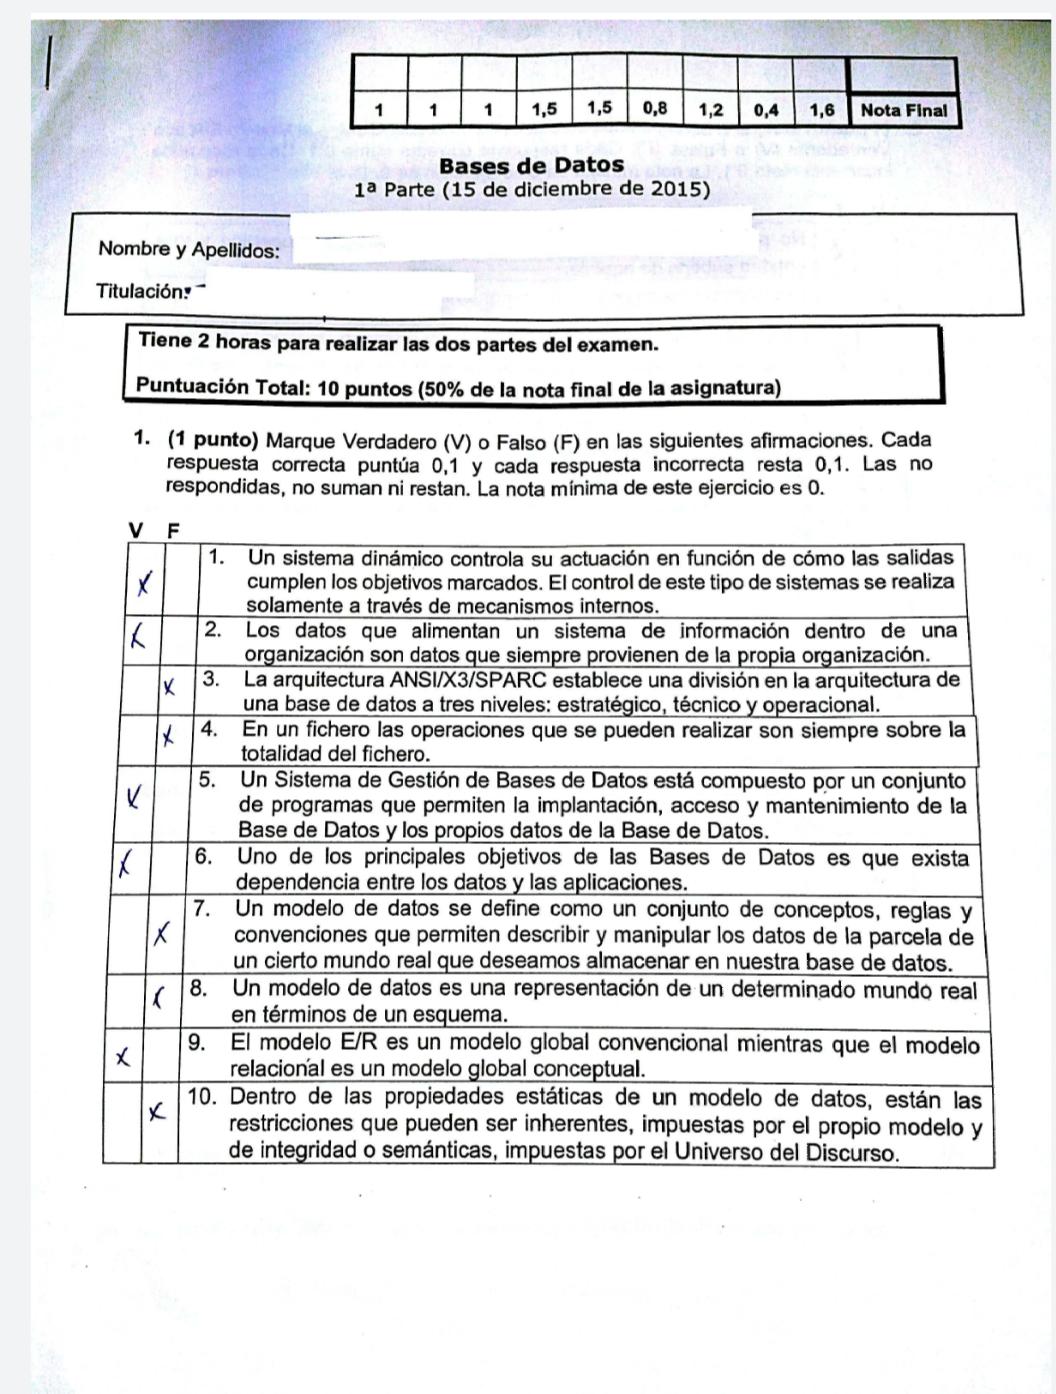 1 1 1 1,5 1,5 0,8 1,2 0,4 1,6 Nota Final
Bases de Datos
1ª Parte (15 de diciembre de 2015)
Nombre y Apellidos:
Titulación:
Tiene 2 horas para realizar las dos partes del examen.
Puntuación Total: 10 puntos (50% de la nota final de la asignatura)
1. (1 punto) Marque Verdadero (V) o Falso (F) en las siguientes afirmaciones. Cada
respuesta correcta puntúa 0,1 y cada respuesta incorrecta resta 0,1. Las no
respondidas, no suman ni restan. La nota mínima de este ejercicio es 0.
V F
X 1. Un sistema dinámico controla su actuación en función de cómo las salidas
cumplen los objetivos marcados. El control de este tipo de sistemas se realiza
solamente a través de mecanismos internos.
X 2. Los datos que alimentan un sistema de información dentro de una
organización son datos que siempre provienen de la propia organización.
X 3. La arquitectura ANSI/X3/SPARC establece una división en la arquitectura de
una base de datos a tres niveles: estratégico, técnico y operacional.
X 4. En un fichero las operaciones que se pueden realizar son siempre sobre la
totalidad del fichero.
X 5. Un Sistema de Gestión de Bases de Datos está compuesto por un conjunto
de programas que permiten la implantación, acceso y mantenimiento de la
Base de Datos y los propios datos de la Base de Datos.
X 6. Uno de los principales objetivos de las Bases de Datos es que exista
dependencia entre los datos y las aplicaciones.
X 7. Un modelo de datos se define como un conjunto de conceptos, reglas y
convenciones que permiten describir y manipular los datos de la parcela de
un cierto mundo real que deseamos almacenar en nuestra base de datos.
X 8. Un modelo de datos es una representación de un determinado mundo real
en términos de un esquema.
X 9. El modelo E/R es un modelo global convencional mientras que el modelo
relacional es un modelo global conceptual.
X 10. Dentro de las propiedades estáticas de un modelo de datos, están las
restricciones que pueden ser inherentes, impuestas por el propio modelo y
de integridad o semánticas, impuestas por el Universo del Discurso.